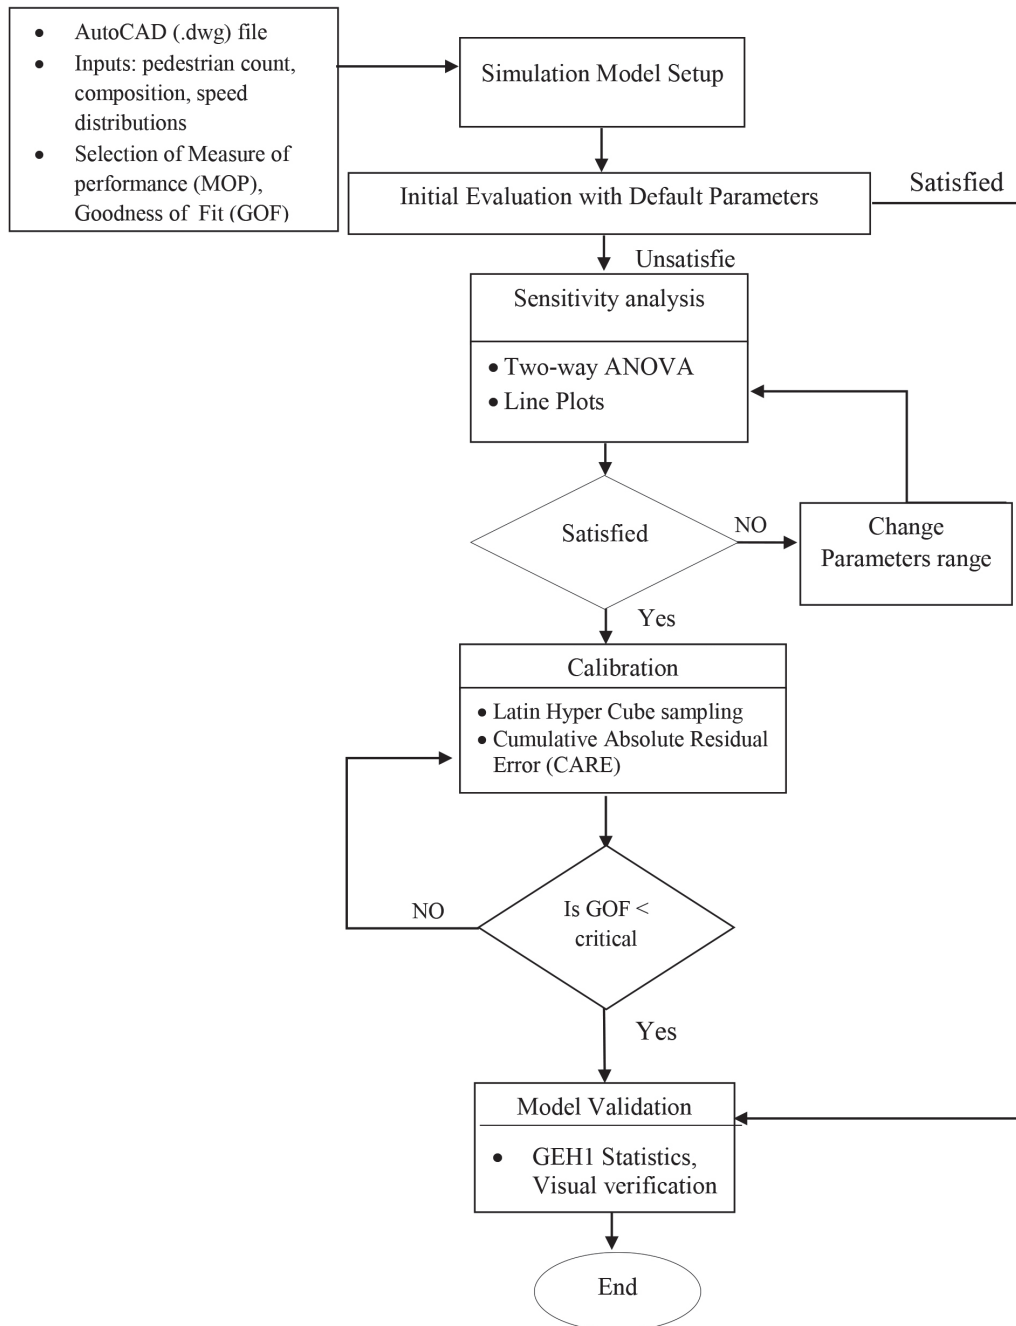 • AutoCAD (.dwg) file
• Inputs: pedestrian count,
composition, speed
distributions
• Selection of Measure of
performance (MOP),
Goodness of Fit (GOF)
Simulation Model Setup
Initial Evaluation with Default Parameters
Satisfied
Unsatisfie
Sensitivity analysis
• Two-way ANOVA
• Line Plots
Satisfied
NO
Change
Parameters range
Yes
Calibration
• Latin Hyper Cube sampling
• Cumulative Absolute Residual
Error (CARE)
NO
Is GOF <
critical
Yes
Model Validation
• GEH1 Statistics,
Visual verification
End